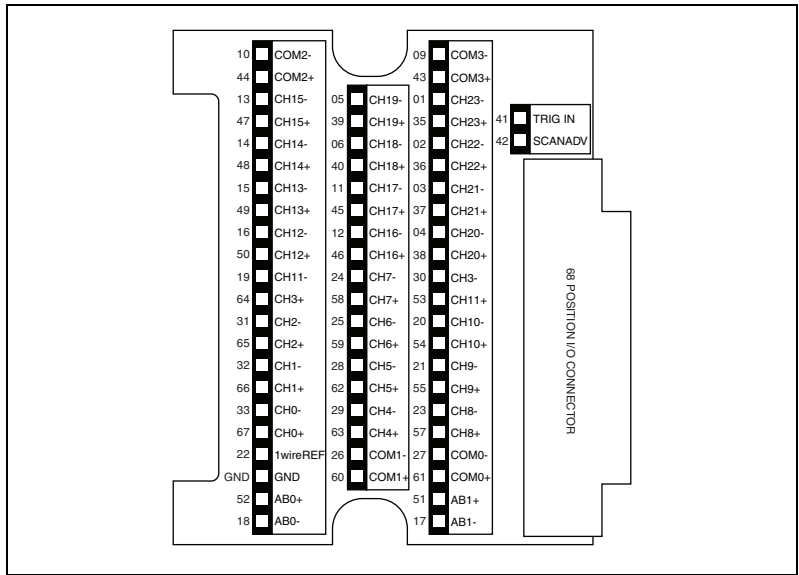 10 COM2-
44 COM2+
13 CH15-
47 CH15+
14 CH14-
48 CH14+
15 CH13-
49 CH13+
16 CH12-
50 CH12+
19 CH11-
64 CH3+
31 CH2-
65 CH2+
32 CH1-
66 CH1+
33 CH0-
67 CH0+
22 1wireREF
GND GND
52 AB0+
18 AB0-
05 CH19-
39 CH19+
06 CH18-
40 CH18+
11 CH17-
45 CH17+
12 CH16-
46 CH16+
24 CH7-
58 CH7+
25 CH6-
59 CH6+
28 CH5-
62 CH5+
29 CH4-
63 CH4+
26 COM1-
60 COM1+
09 COM3-
43 COM3+
01 CH23-
35 CH23+
02 CH22-
36 CH22+
03 CH21-
37 CH21+
04 CH20-
38 CH20+
30 CH3-
53 CH11+
20 CH10-
54 CH10+
21 CH9-
55 CH9+
23 CH8-
57 CH8+
27 COM0-
61 COM0+
51 AB1+
17 AB1-
41 TRIG IN
42 SCANADV
68 POSITION I/O CONNECTOR